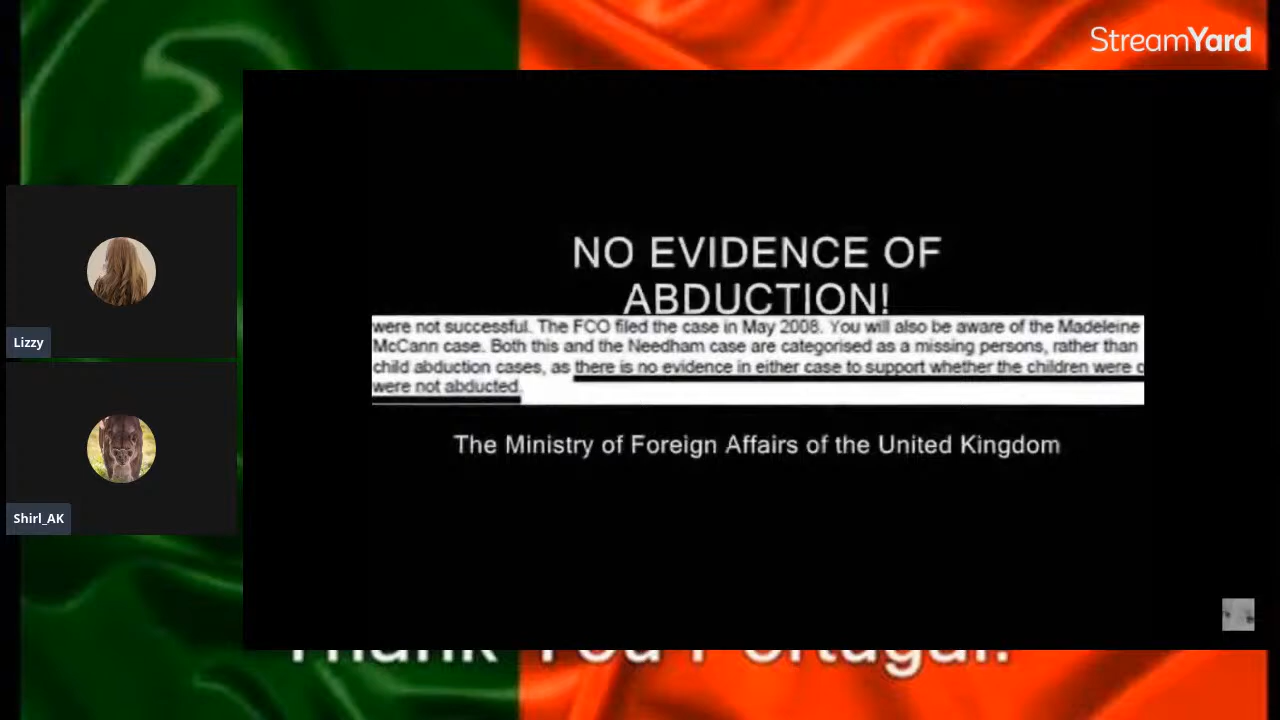 StreamYard
NO EVIDENCE OF
ABDUCTION!
were not successful. The FCO filed the case in May 2008. You will also be aware of the Madeleine
McCann case. Both this and the Needham case are categorised as a missing persons, rather than
child abduction cases, as there is no evidence in either case to support whether the children were
were not abducted.
The Ministry of Foreign Affairs of the United Kingdom
Lizzy
Shirl_AK
Thank You Portugal!